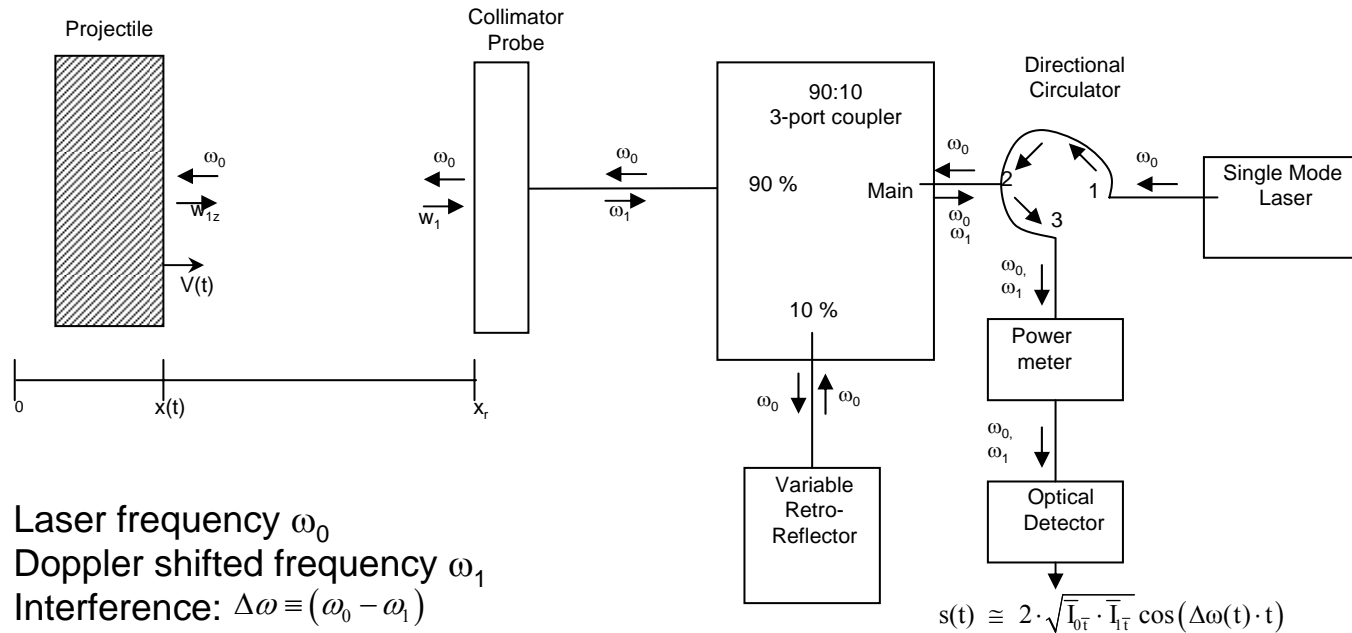 Projectile
Collimator
Probe
Directional
Circulator
90:10
3-port coupler
ω₀
w₁z
V(t)
ω₀
w₁
ω₀
ω₁
90 %
Main
ω₀
ω₀
ω₁
2
1
3
ω₀
Single Mode
Laser
10 %
ω₀,
ω₁
Power
meter
0
x(t)
xᵣ
ω₀
ω₀
ω₀,
ω₁
Variable
Retro-
Reflector
Optical
Detector
Laser frequency ω₀
Doppler shifted frequency ω₁
Interference: Δω ≡ (ω₀ − ω₁)
s(t) ≅ 2·√(I̅₀t̅ · I̅₁t̅) cos(Δω(t)·t)